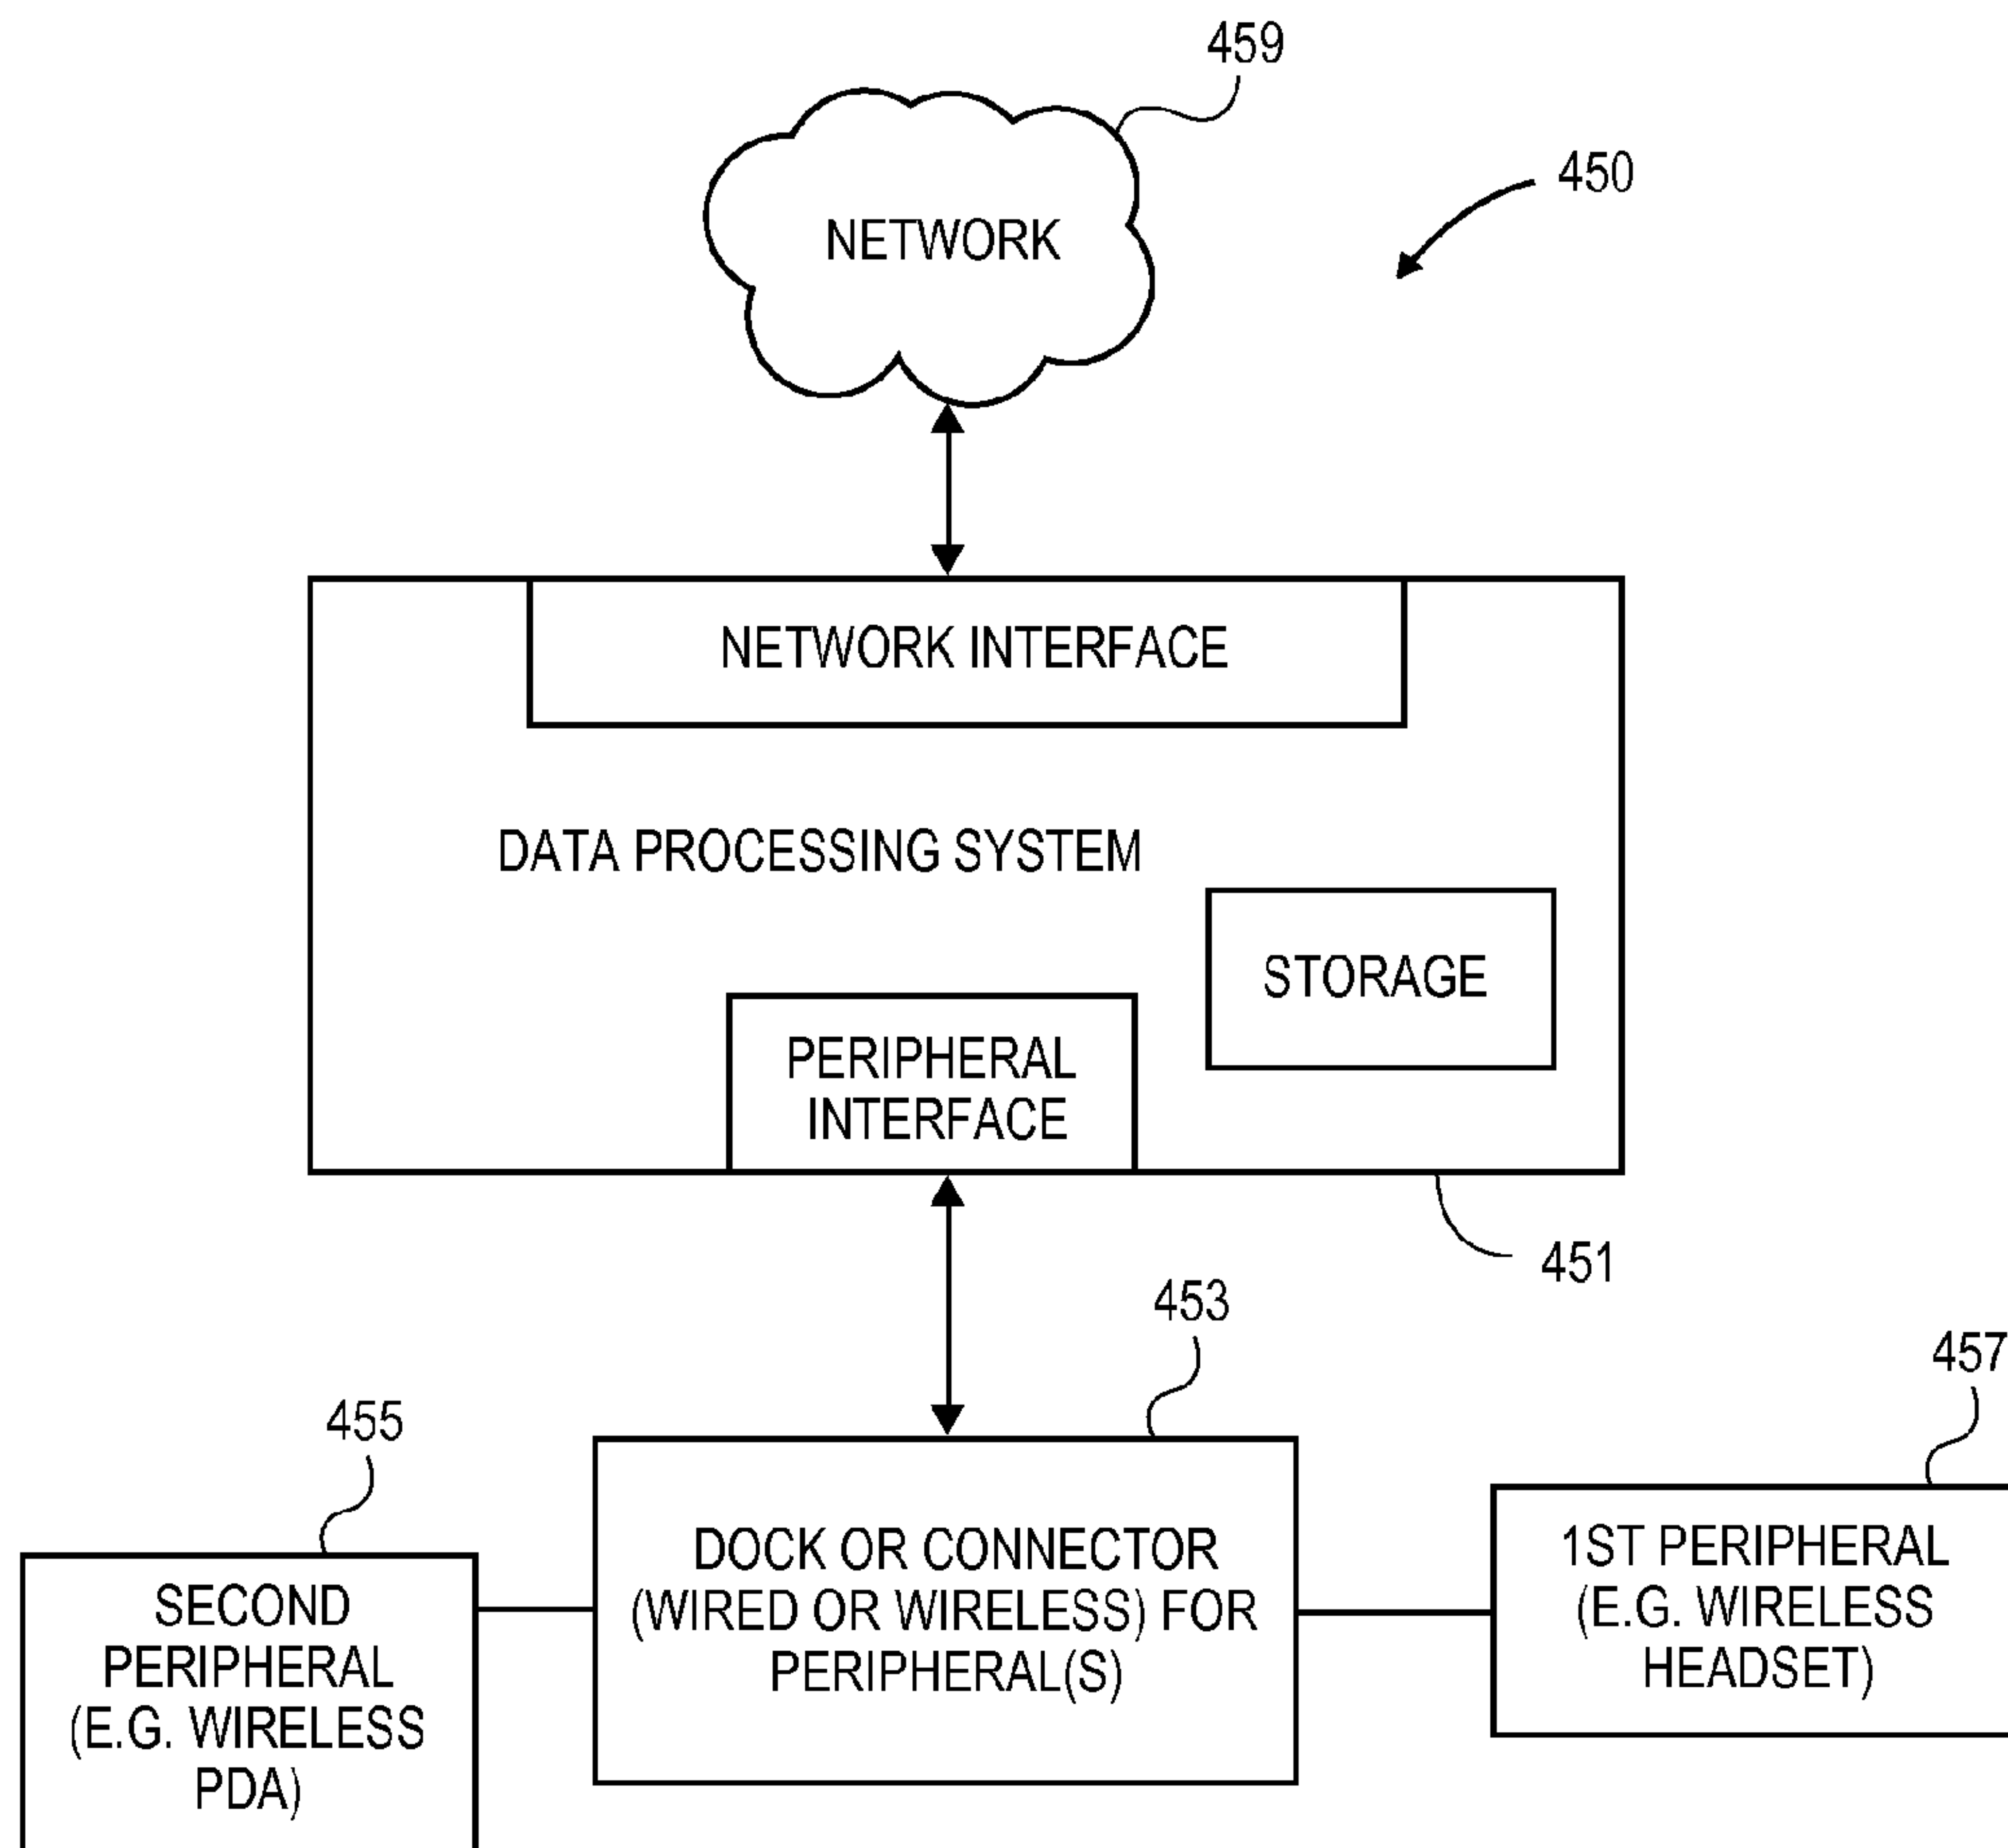 459
450
NETWORK
NETWORK INTERFACE
DATA PROCESSING SYSTEM
STORAGE
PERIPHERAL
INTERFACE
451
453
457
455
DOCK OR CONNECTOR
(WIRED OR WIRELESS) FOR
PERIPHERAL(S)
1ST PERIPHERAL
(E.G. WIRELESS
HEADSET)
SECOND
PERIPHERAL
(E.G. WIRELESS
PDA)